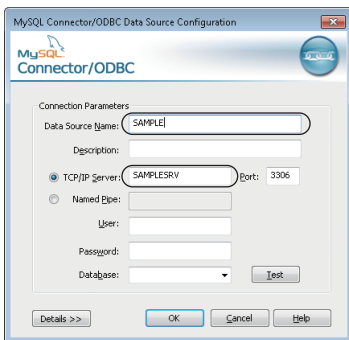 MySQL Connector/ODBC Data Source Configuration
MySQL
Connector/ODBC
Connection Parameters
Data Source Name: SAMPLE
Description:
TCP/IP Server: SAMPLESRV Port: 3306
Named Pipe:
User:
Password:
Database:
Test
Details >> OK Cancel Help